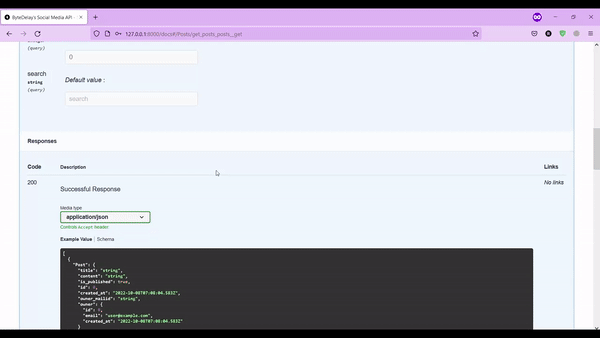 ByteDelay's Social Media API
127.0.0.1:8000/docs#/Posts/get_posts_posts__get
(query)
0
search
string
(query)
Default value :
search
Responses
Code Description Links
200 Successful Response No links
Media type
application/json
Controls Accept header.
Example Value | Schema
[
{
"Post": {
"title": "string",
"content": "string",
"is_published": true,
"id": 0,
"created_at": "2022-10-08T07:08:04.583Z",
"owner_mailid": "string",
"owner": {
"id": 0,
"email": "user@example.com",
"created_at": "2022-10-08T07:08:04.583Z"
}